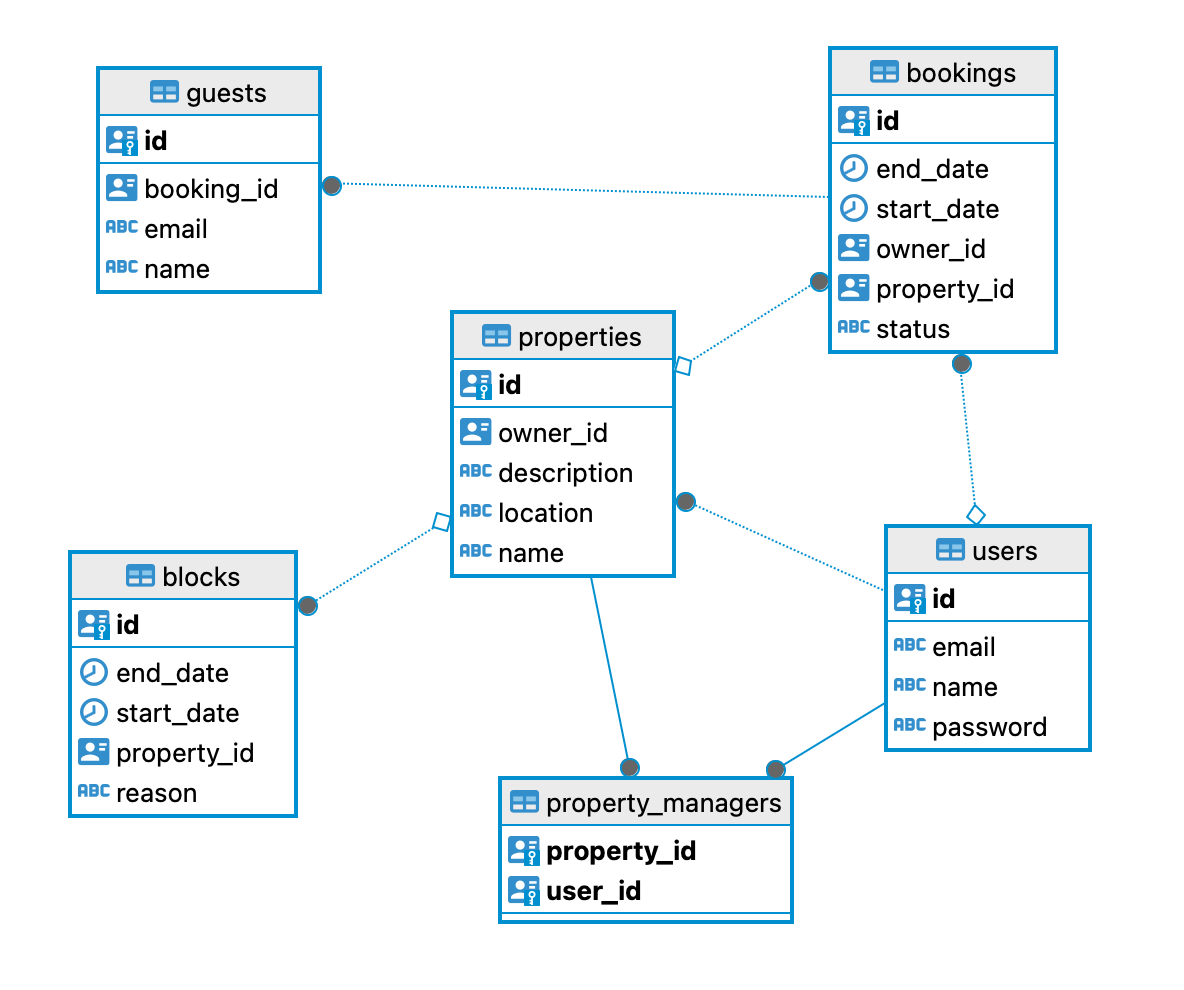 guests
id
booking_id
ABC email
ABC name
bookings
id
end_date
start_date
owner_id
property_id
ABC status
properties
id
owner_id
ABC description
ABC location
ABC name
blocks
id
end_date
start_date
property_id
ABC reason
users
id
ABC email
ABC name
ABC password
property_managers
property_id
user_id